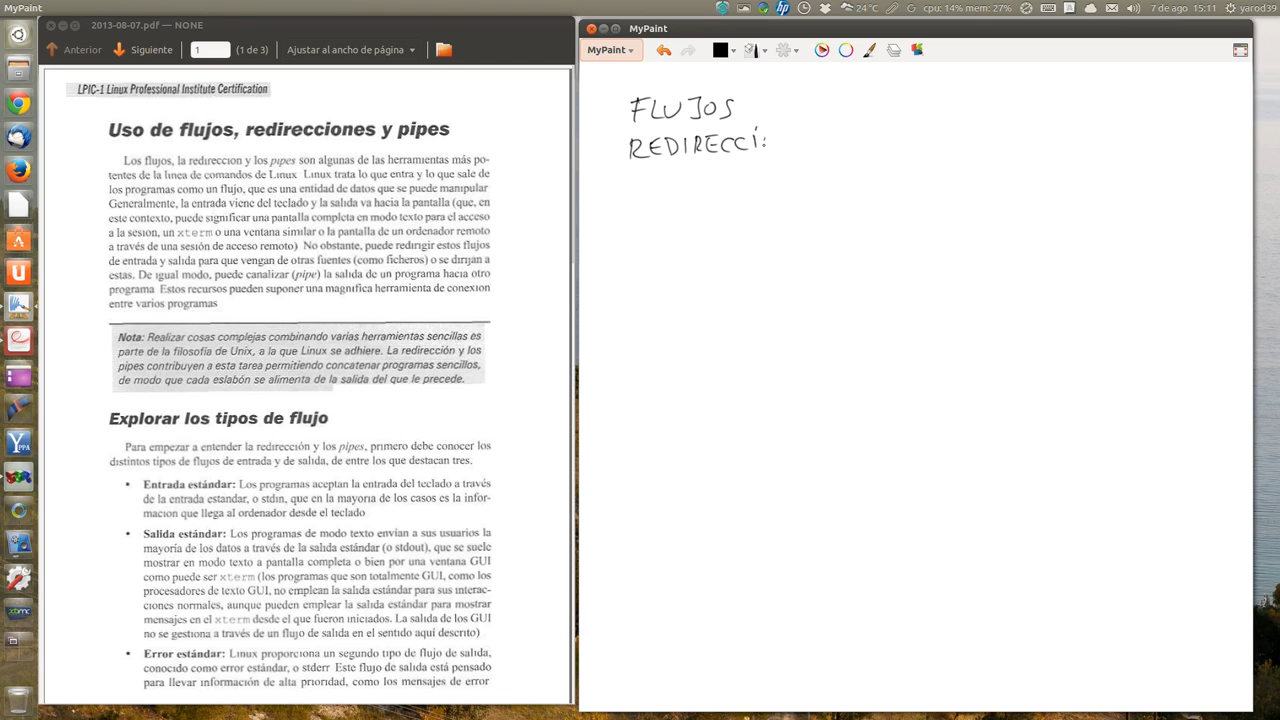 MyPaint
cpu: 14% mem: 27%
7 de ago 15:11
yarod39
2013-08-07.pdf — NONE
Anterior
Siguiente
1
(1 de 3)
Ajustar al ancho de página
LPIC-1 Linux Professional Institute Certification
Uso de flujos, redirecciones y pipes
Los flujos, la redireccion y los pipes son algunas de las herramientas más po-
tentes de la linea de comandos de Linux Linux trata lo que entra y lo que sale de
los programas como un flujo, que es una entidad de datos que se puede manipular
Generalmente, la entrada viene del teclado y la salida va hacia la pantalla (que, en
este contexto, puede significar una pantalla completa en modo texto para el acceso
a la sesion, un xterm o una ventana similar o la pantalla de un ordenador remoto
a través de una sesión de acceso remoto) No obstante, puede redirigir estos flujos
de entrada y salida para que vengan de otras fuentes (como ficheros) o se dirijan a
estas. De igual modo, puede canalizar (pipe) la salida de un programa hacia otro
programa Estos recursos pueden suponer una magnifica herramienta de conexion
entre varios programas
Nota: Realizar cosas complejas combinando varias herramientas sencillas es
parte de la filosofía de Unix, a la que Linux se adhiere. La redirección y los
pipes contribuyen a esta tarea permitiendo concatenar programas sencillos,
de modo que cada eslabón se alimenta de la salida del que le precede.
Explorar los tipos de flujo
Para empezar a entender la redirección y los pipes, primero debe conocer los
distintos tipos de flujos de entrada y de salida, de entre los que destacan tres.
• Entrada estándar: Los programas aceptan la entrada del teclado a través
de la entrada estandar, o stdin, que en la mayoria de los casos es la infor-
macion que llega al ordenador desde el teclado
• Salida estándar: Los programas de modo texto envian a sus usuarios la
mayoría de los datos a través de la salida estándar (o stdout), que se suele
mostrar en modo texto a pantalla completa o bien por una ventana GUI
como puede ser xterm (los programas que son totalmente GUI, como los
procesadores de texto GUI, no emplean la salida estándar para sus interac-
ciones normales, aunque pueden emplear la salida estándar para mostrar
mensajes en el xterm desde el que fueron iniciados. La salida de los GUI
no se gestiona a través de un flujo de salida en el sentido aquí descrito)
• Error estándar: Linux proporciona un segundo tipo de flujo de salida,
conocido como error estándar, o stderr Este flujo de salida está pensado
para llevar información de alta prioridad, como los mensajes de error
MyPaint
MyPaint
FLUJOS
REDIRECCI